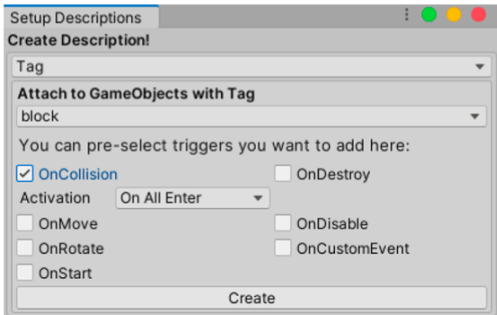 Setup Descriptions
Create Description!
Tag
Attach to GameObjects with Tag
block
You can pre-select triggers you want to add here:
OnCollision OnDestroy
Activation On All Enter
OnMove OnDisable
OnRotate OnCustomEvent
OnStart
Create